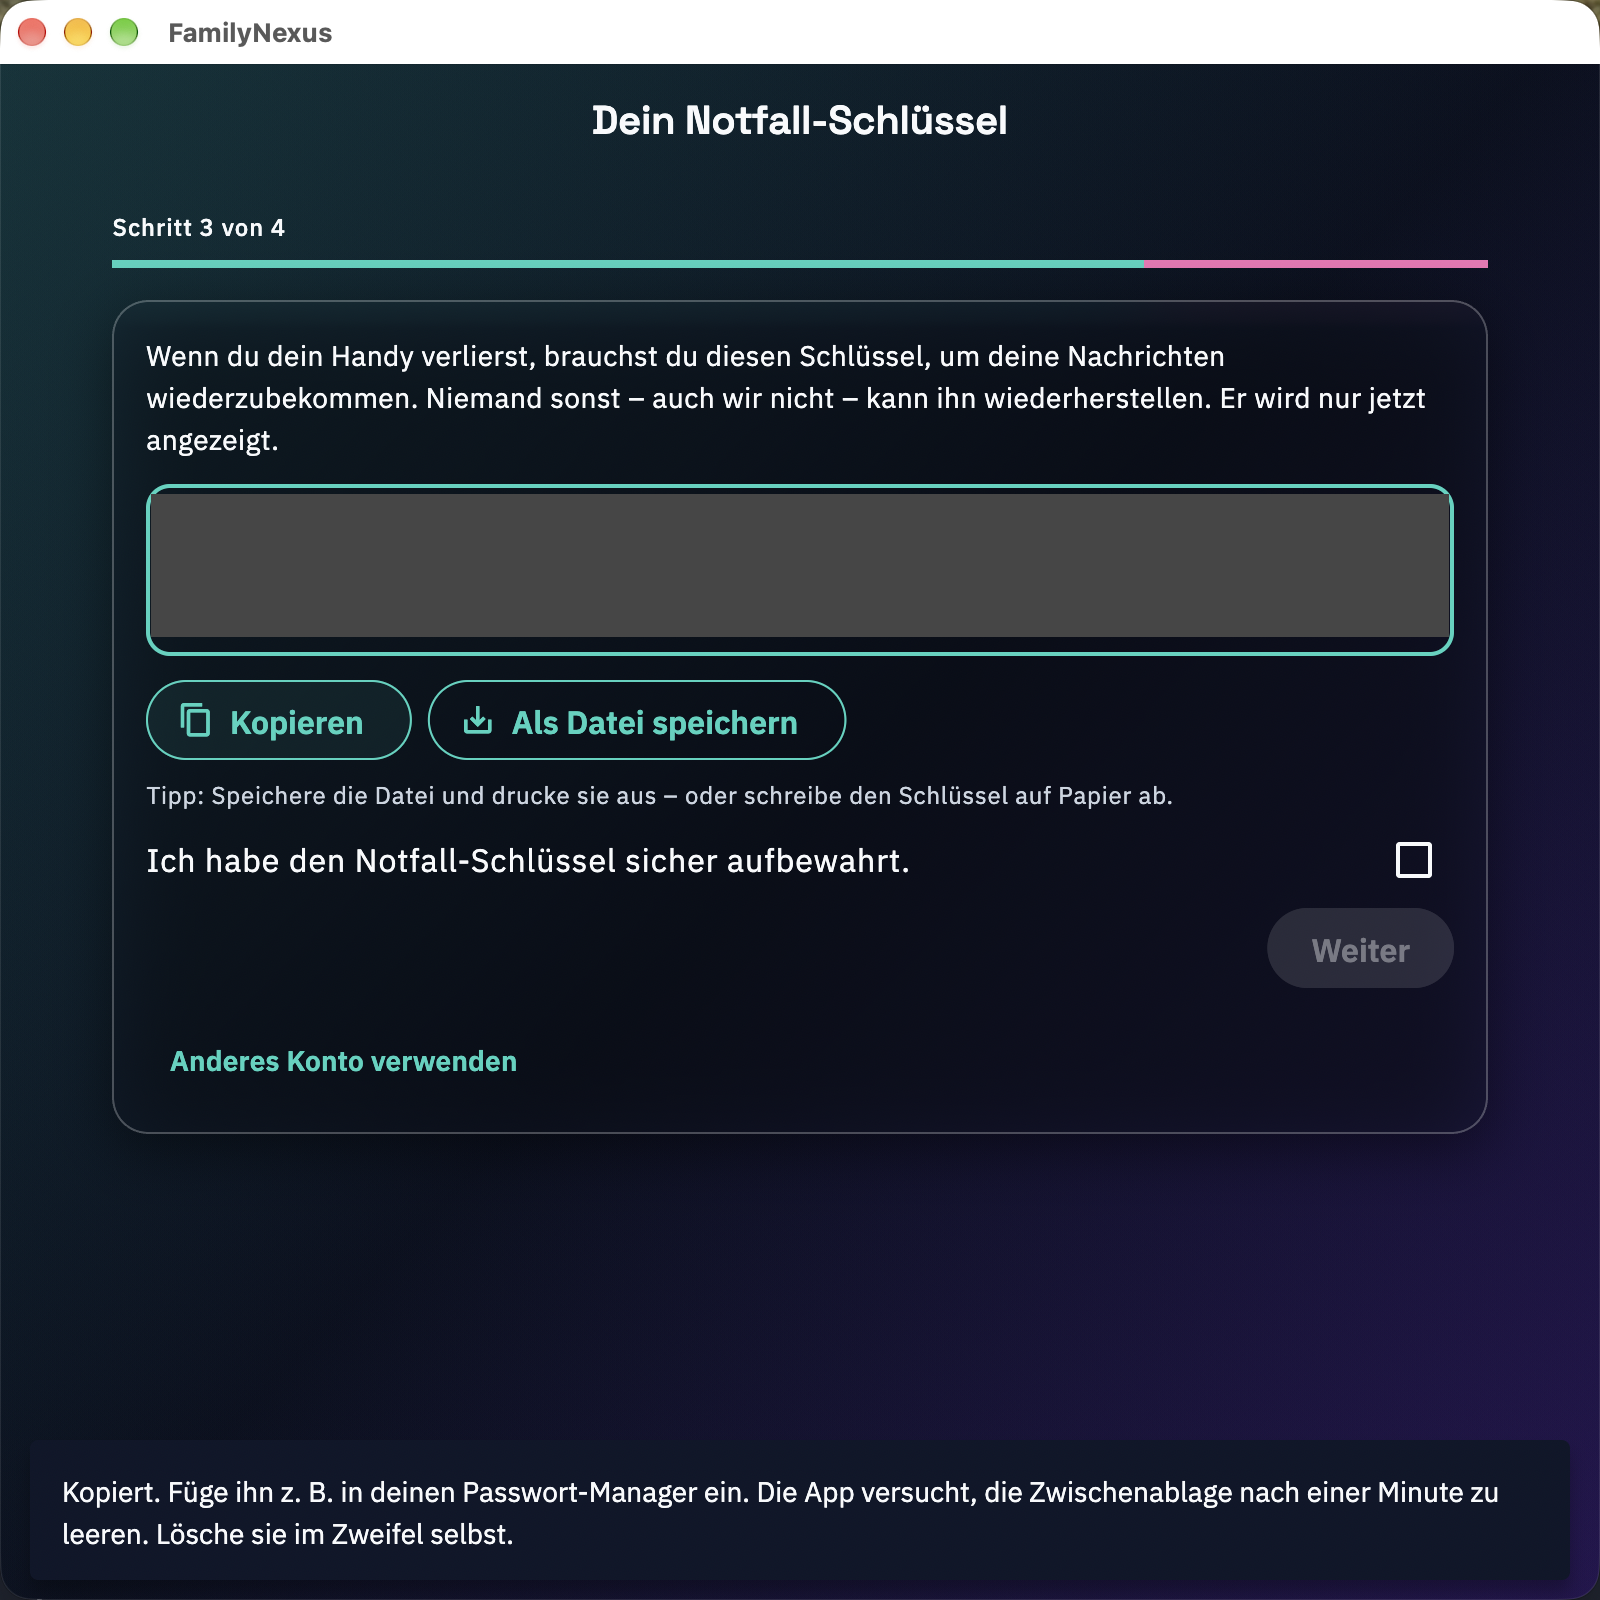 FamilyNexus
Dein Notfall-Schlüssel
Schritt 3 von 4
Wenn du dein Handy verlierst, brauchst du diesen Schlüssel, um deine Nachrichten
wiederzubekommen. Niemand sonst – auch wir nicht – kann ihn wiederherstellen. Er wird nur jetzt
angezeigt.
Kopieren
Als Datei speichern
Tipp: Speichere die Datei und drucke sie aus – oder schreibe den Schlüssel auf Papier ab.
Ich habe den Notfall-Schlüssel sicher aufbewahrt.
Weiter
Anderes Konto verwenden
Kopiert. Füge ihn z. B. in deinen Passwort-Manager ein. Die App versucht, die Zwischenablage nach einer Minute zu
leeren. Lösche sie im Zweifel selbst.